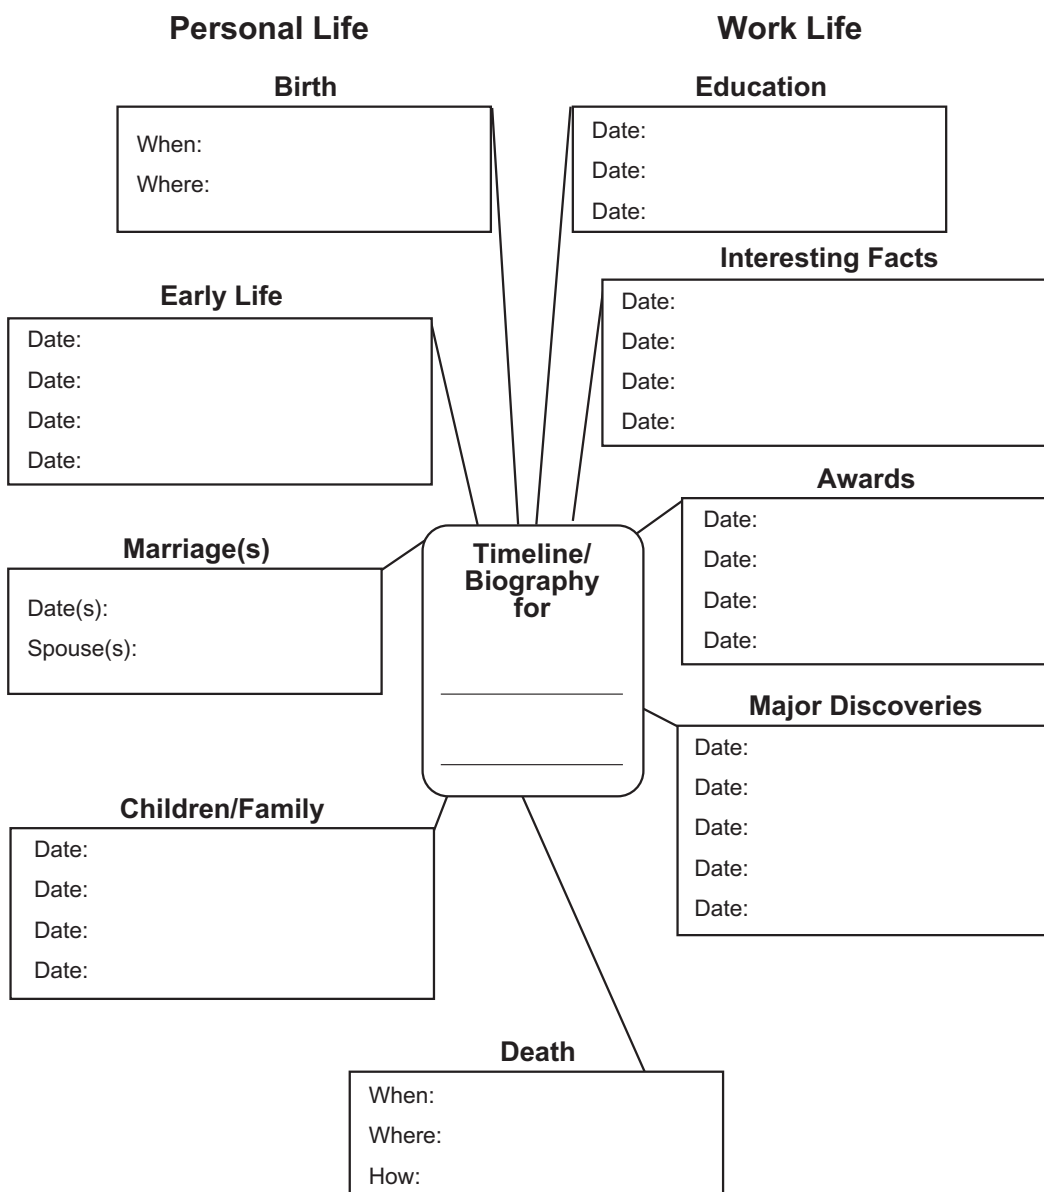 Personal Life
Work Life
Birth
When:
Where:
Education
Date:
Date:
Date:
Early Life
Date:
Date:
Date:
Date:
Interesting Facts
Date:
Date:
Date:
Date:
Marriage(s)
Date(s):
Spouse(s):
Timeline/
Biography
for
Awards
Date:
Date:
Date:
Date:
Children/Family
Date:
Date:
Date:
Date:
Major Discoveries
Date:
Date:
Date:
Date:
Date:
Death
When:
Where:
How: